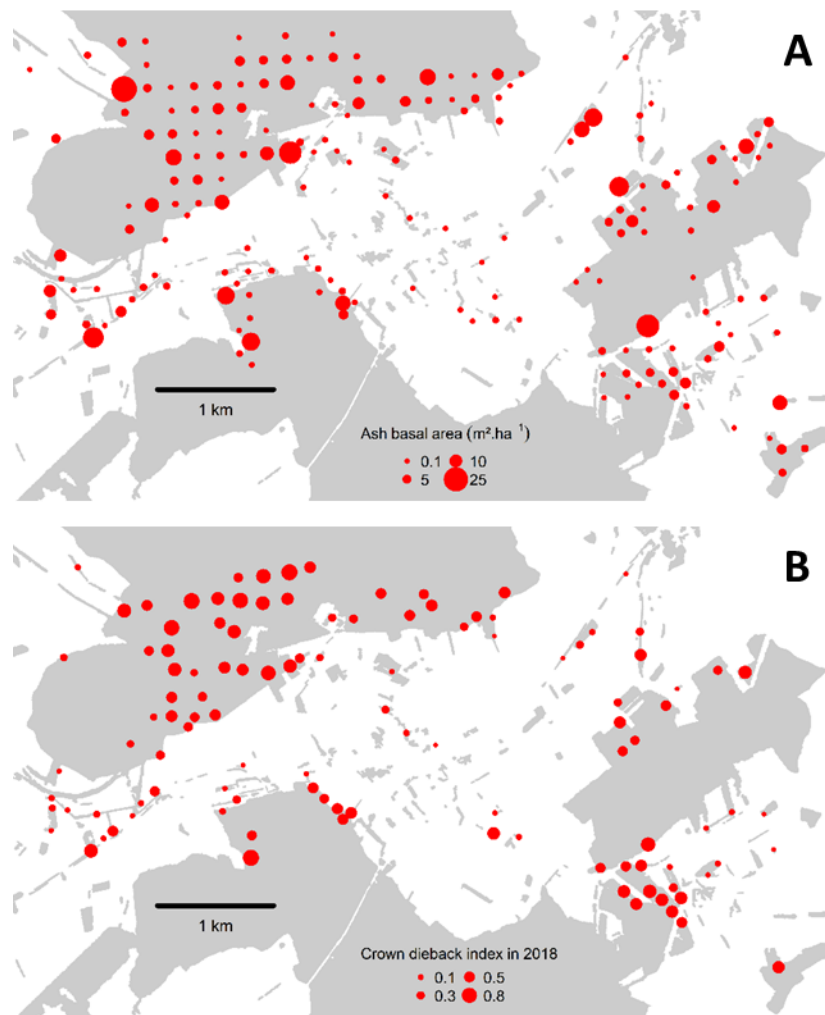 A
1 km
Ash basal area (m².ha ¹)
0.1 10
5 25
B
1 km
Crown dieback index in 2018
0.1 0.5
0.3 0.8